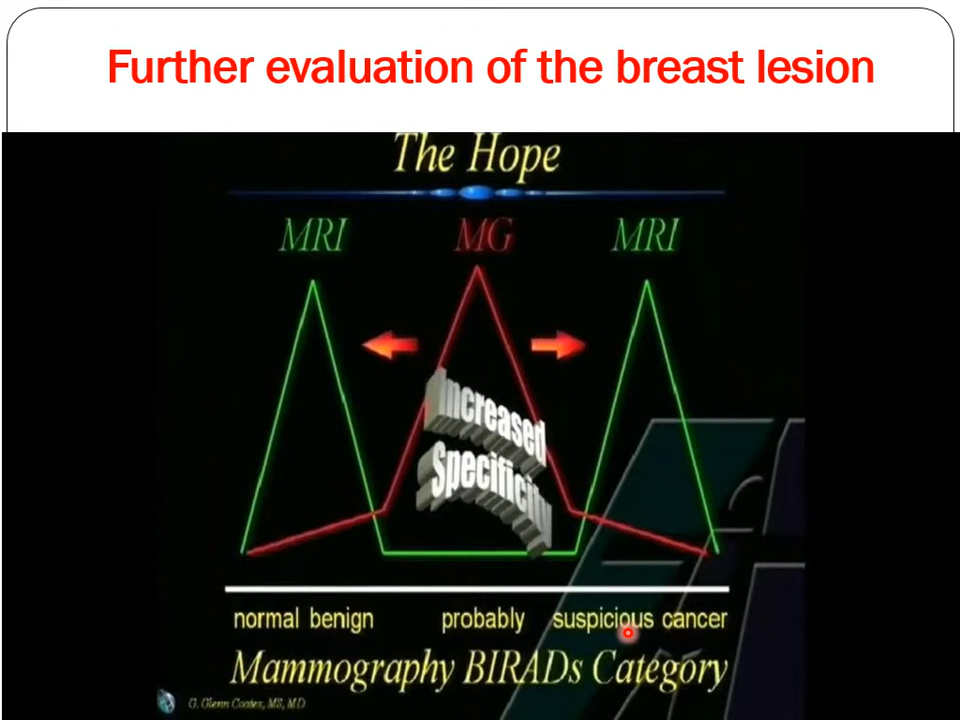 Further evaluation of the breast lesion
The Hope
MRI MG MRI
Increased
Specificity
normal benign probably suspicious cancer
Mammography BIRADs Category
G. Glenn Coates, MS, MD